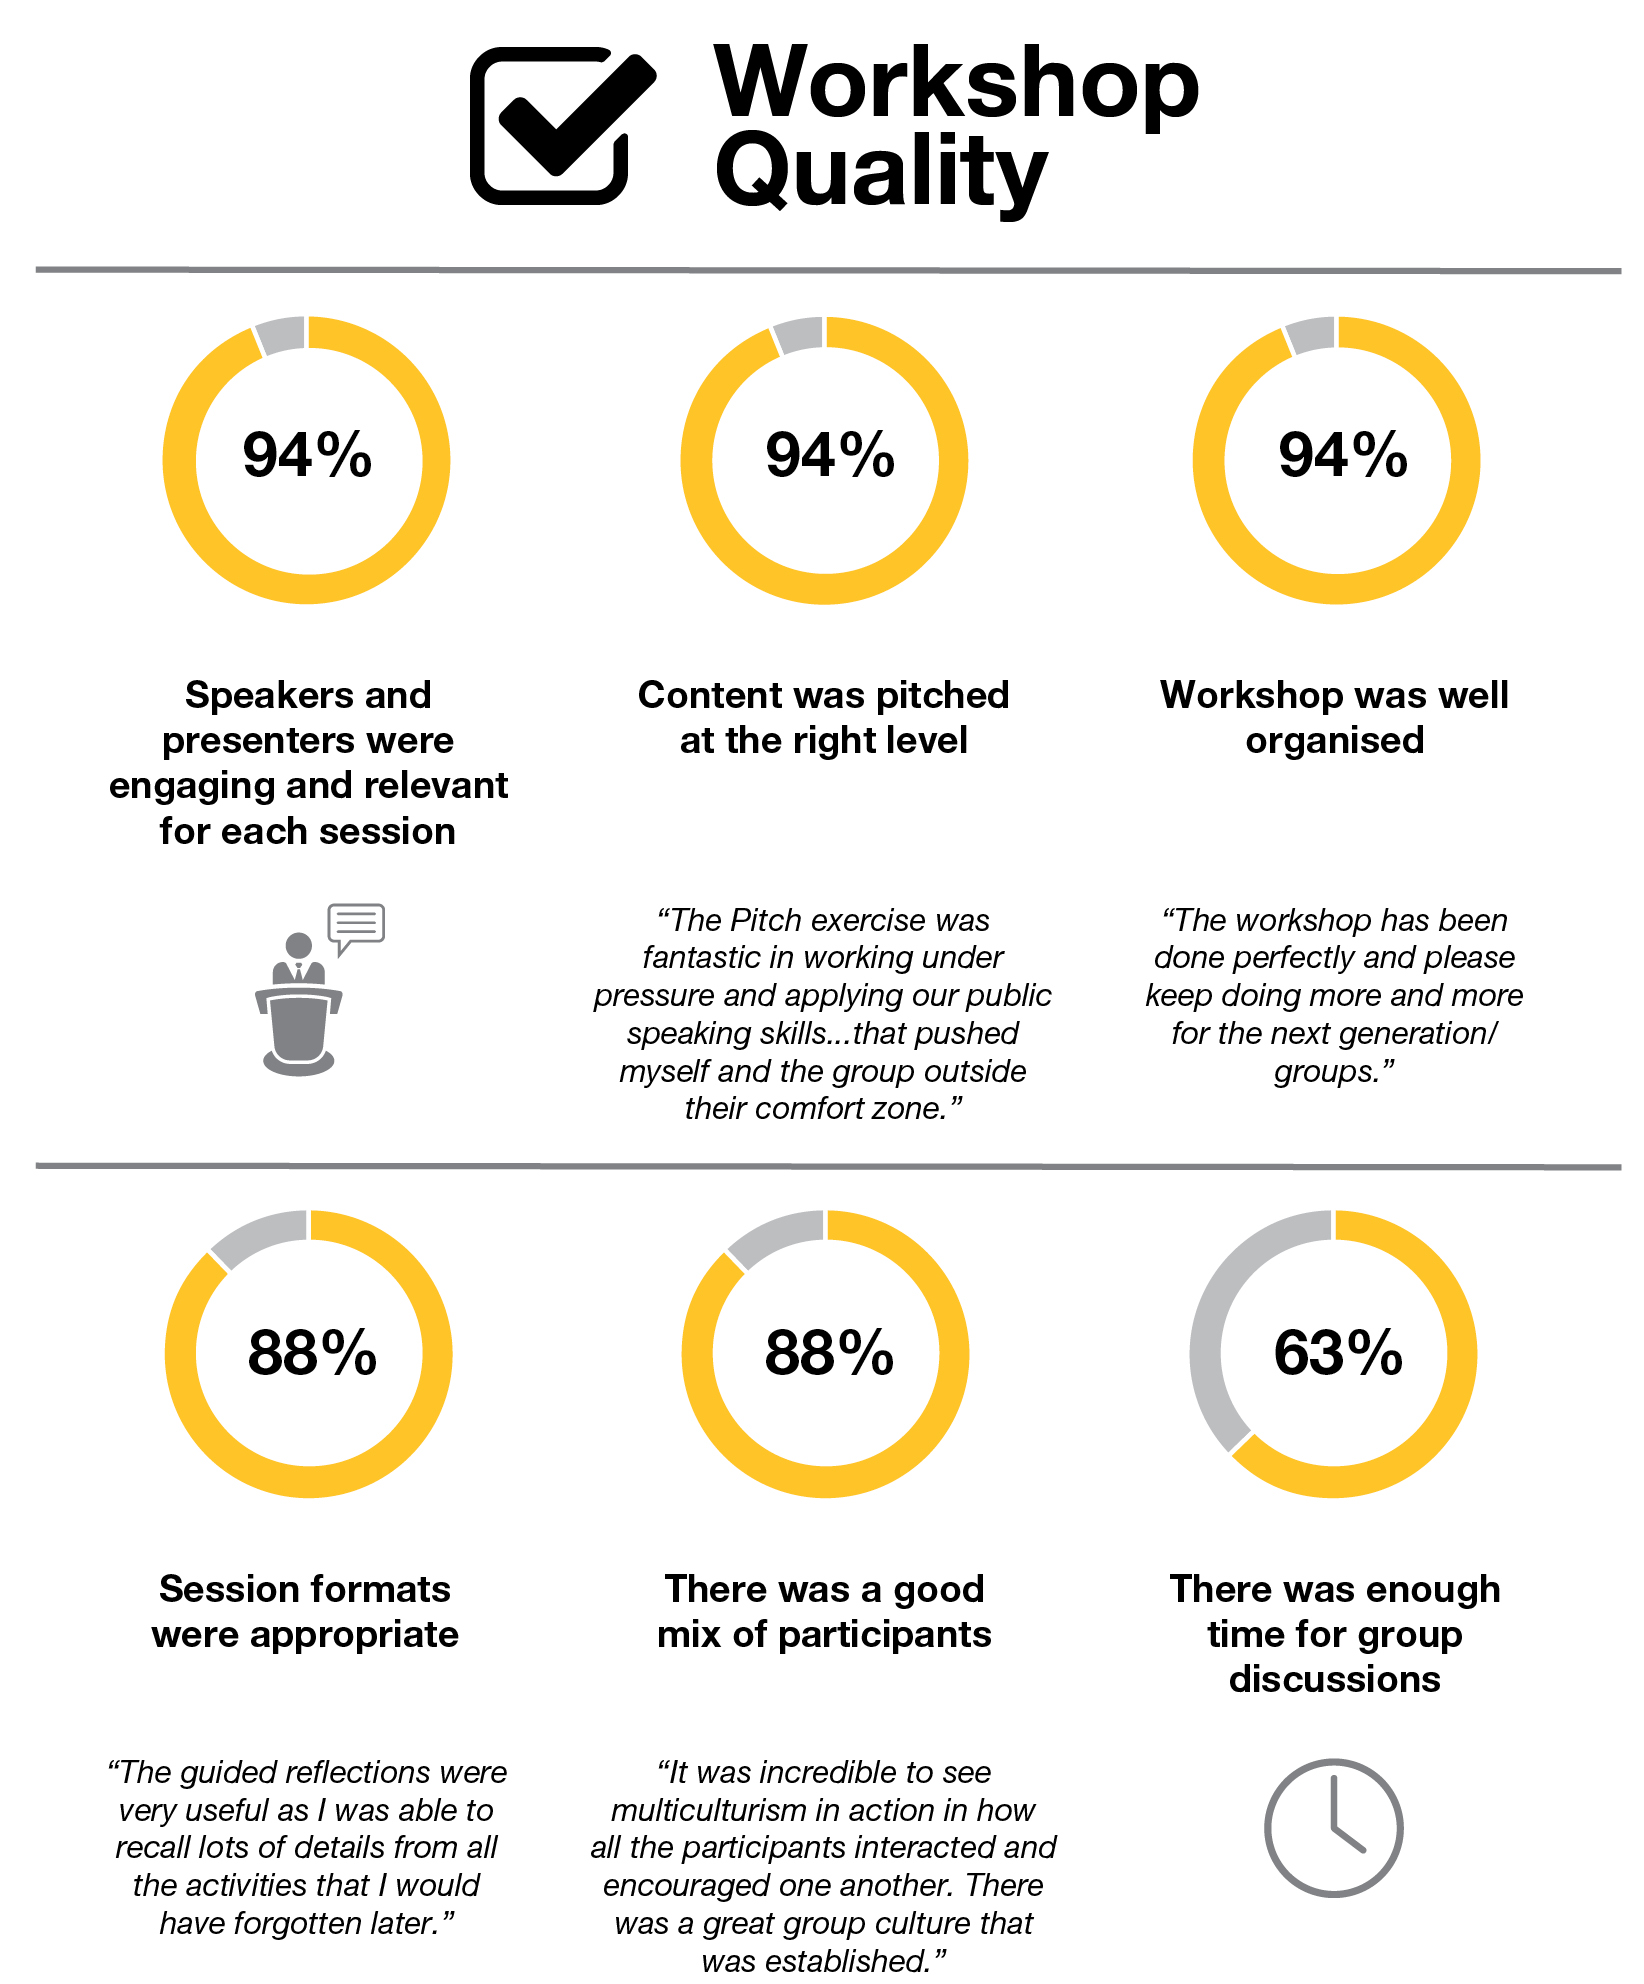 Workshop
Quality
94%
94%
94%
Speakers and
presenters were
engaging and relevant
for each session
Content was pitched
at the right level
Workshop was well
organised
“The Pitch exercise was
fantastic in working under
pressure and applying our public
speaking skills...that pushed
myself and the group outside
their comfort zone.”
“The workshop has been
done perfectly and please
keep doing more and more
for the next generation/
groups.”
88%
88%
63%
Session formats
were appropriate
There was a good
mix of participants
There was enough
time for group
discussions
“The guided reflections were
very useful as I was able to
recall lots of details from all
the activities that I would
have forgotten later.”
“It was incredible to see
multiculturism in action in how
all the participants interacted and
encouraged one another. There
was a great group culture that
was established.”